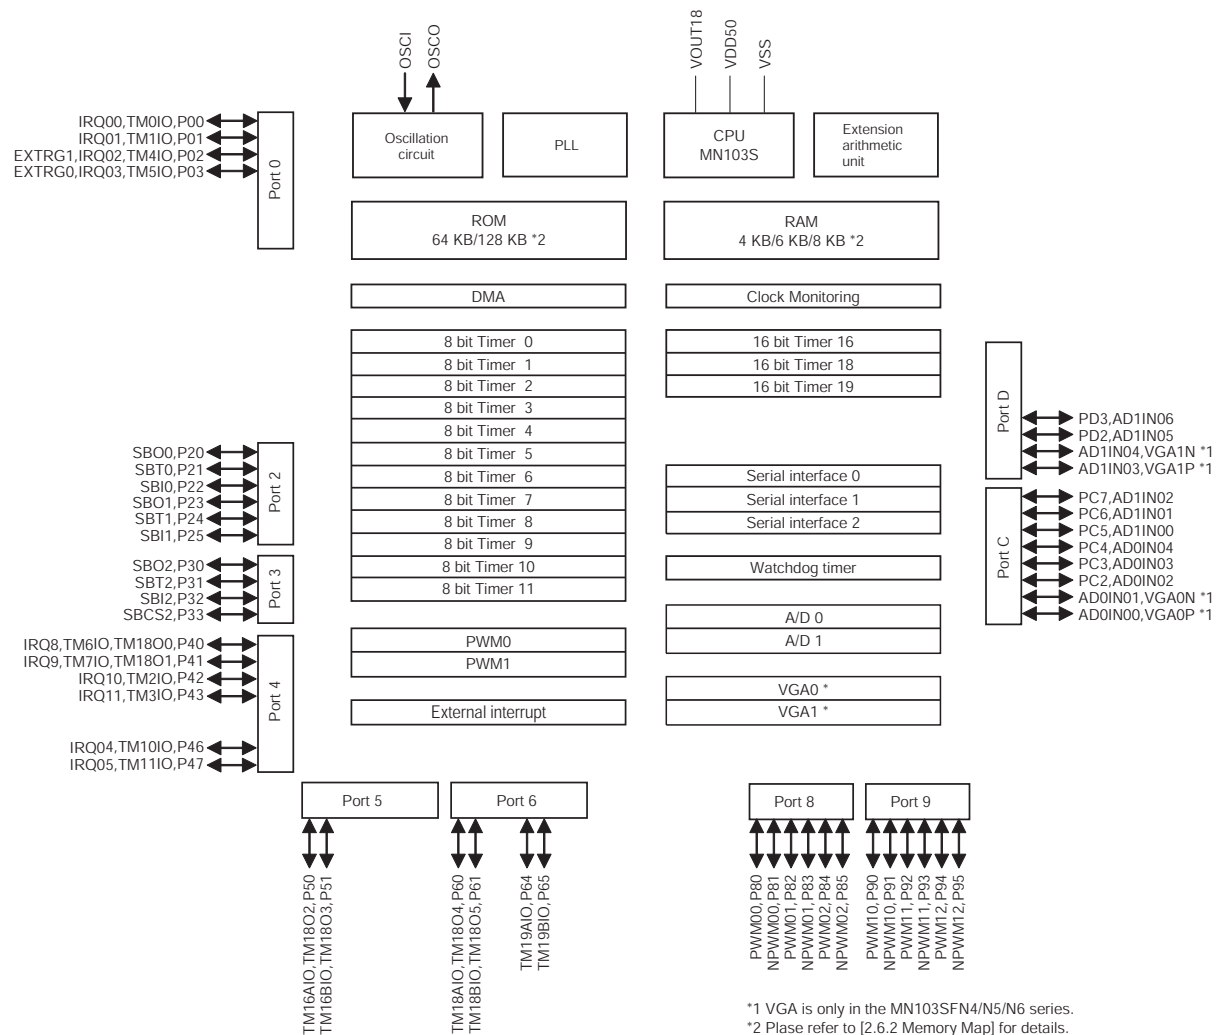 OSCI
OSCO
VOUT18
VDD50
VSS
IRQ00,TM0IO,P00
IRQ01,TM1IO,P01
EXTRG1,IRQ02,TM4IO,P02
EXTRG0,IRQ03,TM5IO,P03
Port 0
Oscillation
circuit
PLL
CPU
MN103S
Extension
arithmetic
unit
ROM
64 KB/128 KB *2
RAM
4 KB/6 KB/8 KB *2
DMA
Clock Monitoring
8 bit Timer 0
8 bit Timer 1
8 bit Timer 2
8 bit Timer 3
8 bit Timer 4
8 bit Timer 5
8 bit Timer 6
8 bit Timer 7
8 bit Timer 8
8 bit Timer 9
8 bit Timer 10
8 bit Timer 11
16 bit Timer 16
16 bit Timer 18
16 bit Timer 19
Serial interface 0
Serial interface 1
Serial interface 2
Watchdog timer
A/D 0
A/D 1
PWM0
PWM1
VGA0 *
VGA1 *
External interrupt
SBO0,P20
SBT0,P21
SBI0,P22
SBO1,P23
SBT1,P24
SBI1,P25
Port 2
SBO2,P30
SBT2,P31
SBI2,P32
SBCS2,P33
Port 3
IRQ8,TM6IO,TM18O0,P40
IRQ9,TM7IO,TM18O1,P41
IRQ10,TM2IO,P42
IRQ11,TM3IO,P43
IRQ04,TM10IO,P46
IRQ05,TM11IO,P47
Port 4
Port D
PD3,AD1IN06
PD2,AD1IN05
AD1IN04,VGA1N *1
AD1IN03,VGA1P *1
Port C
PC7,AD1IN02
PC6,AD1IN01
PC5,AD1IN00
PC4,AD0IN04
PC3,AD0IN03
PC2,AD0IN02
AD0IN01,VGA0N *1
AD0IN00,VGA0P *1
Port 5
TM16AIO,TM18O2,P50
TM16BIO,TM18O3,P51
Port 6
TM18AIO,TM18O4,P60
TM18BIO,TM18O5,P61
TM19AIO,P64
TM19BIO,P65
Port 8
PWM00,P80
NPWM00,P81
PWM01,P82
NPWM01,P83
PWM02,P84
NPWM02,P85
Port 9
PWM10,P90
NPWM10,P91
PWM11,P92
NPWM11,P93
PWM12,P94
NPWM12,P95
*1 VGA is only in the MN103SFN4/N5/N6 series.
*2 Plase refer to [2.6.2 Memory Map] for details.